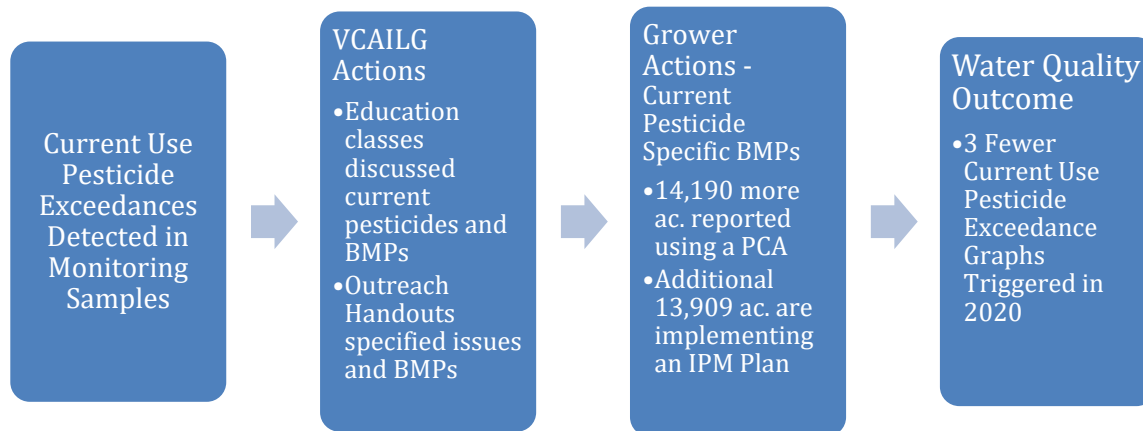 Current Use
Pesticide
Exceedances
Detected in
Monitoring
Samples
VCAILG
Actions
•Education
classes
discussed
current
pesticides and
BMPs
•Outreach
Handouts
specified issues
and BMPs
Grower
Actions -
Current
Pesticide
Specific BMPs
•14,190 more
ac. reported
using a PCA
•Additional
13,909 ac. are
implementing
an IPM Plan
Water Quality
Outcome
•3 Fewer
Current Use
Pesticide
Exceedance
Graphs
Triggered in
2020